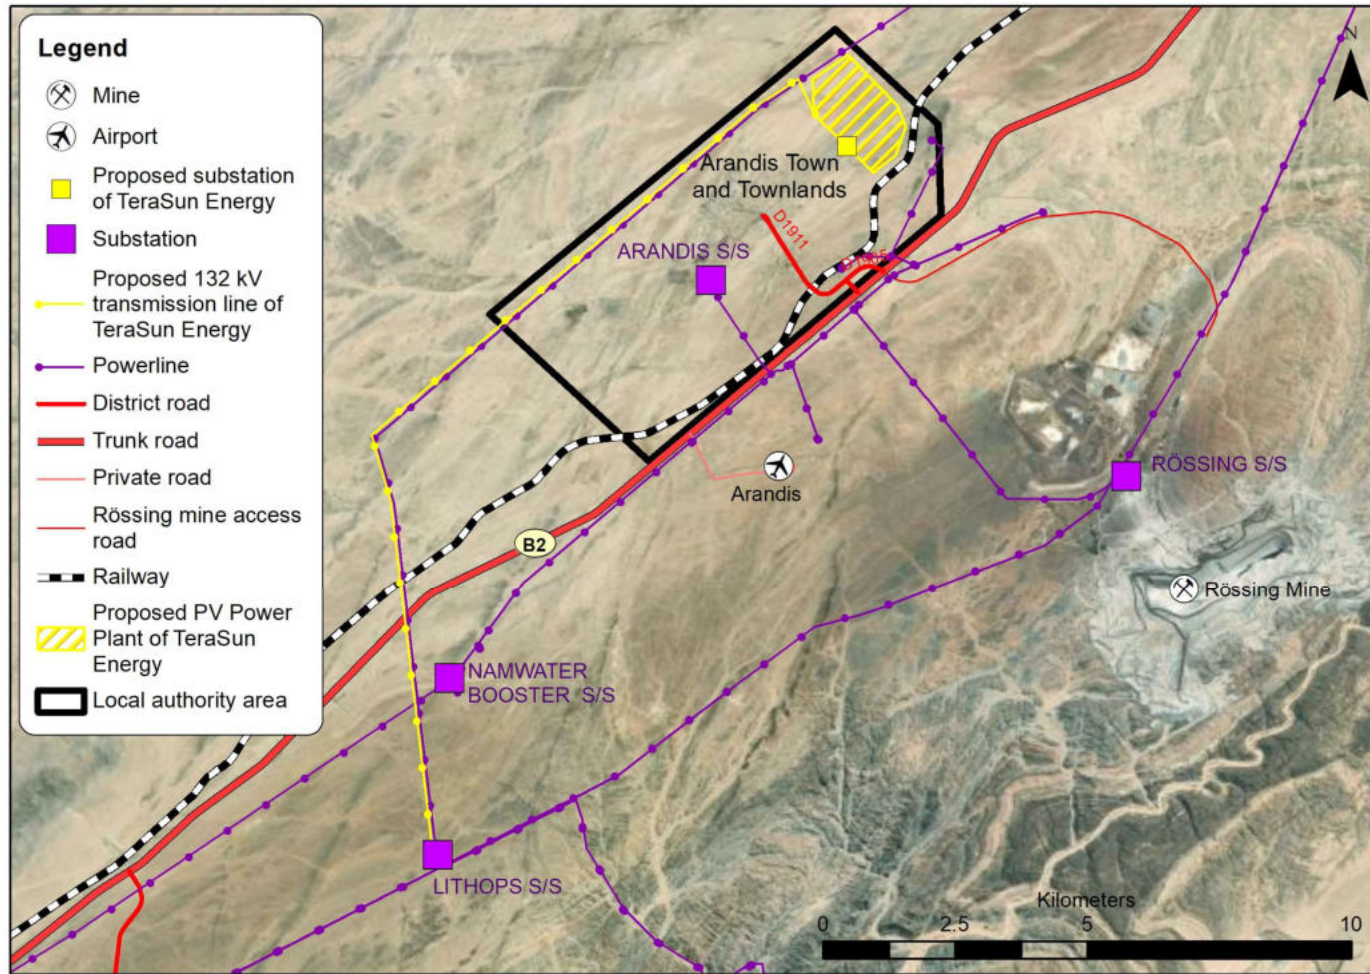 Legend
Mine
Airport
Proposed substation
of TeraSun Energy
Substation
Proposed 132 kV
transmission line of
TeraSun Energy
Powerline
District road
Trunk road
Private road
Rössing mine access
road
Railway
Proposed PV Power
Plant of TeraSun
Energy
Local authority area
N
Arandis Town
and Townlands
D1911
ARANDIS S/S
RÖSSING S/S
Arandis
B2
Rössing Mine
NAMWATER
BOOSTER S/S
LITHOPS S/S
Kilometers
0 2.5 5 10